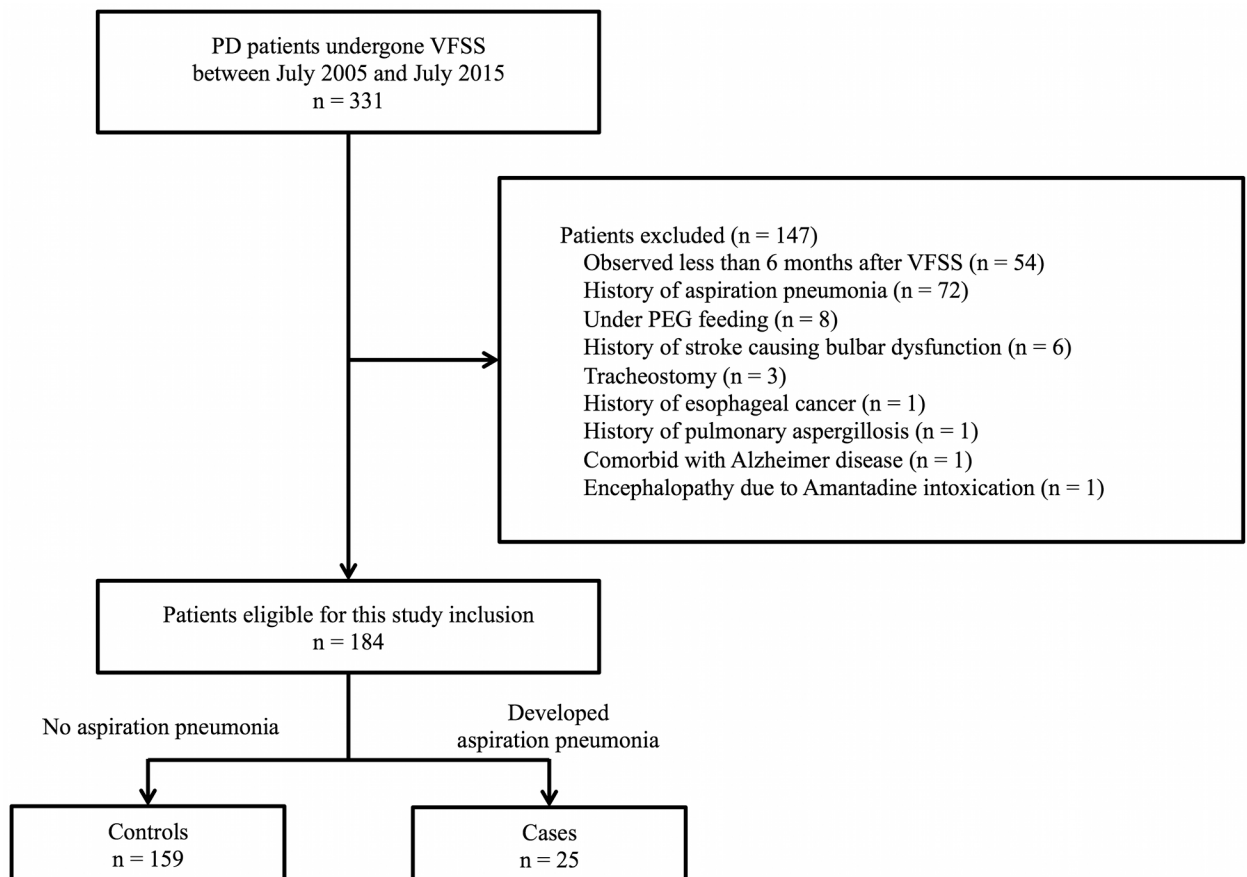 PD patients undergone VFSS
between July 2005 and July 2015
n = 331
Patients excluded (n = 147)
Observed less than 6 months after VFSS (n = 54)
History of aspiration pneumonia (n = 72)
Under PEG feeding (n = 8)
History of stroke causing bulbar dysfunction (n = 6)
Tracheostomy (n = 3)
History of esophageal cancer (n = 1)
History of pulmonary aspergillosis (n = 1)
Comorbid with Alzheimer disease (n = 1)
Encephalopathy due to Amantadine intoxication (n = 1)
Patients eligible for this study inclusion
n = 184
No aspiration pneumonia
Developed
aspiration pneumonia
Controls
n = 159
Cases
n = 25